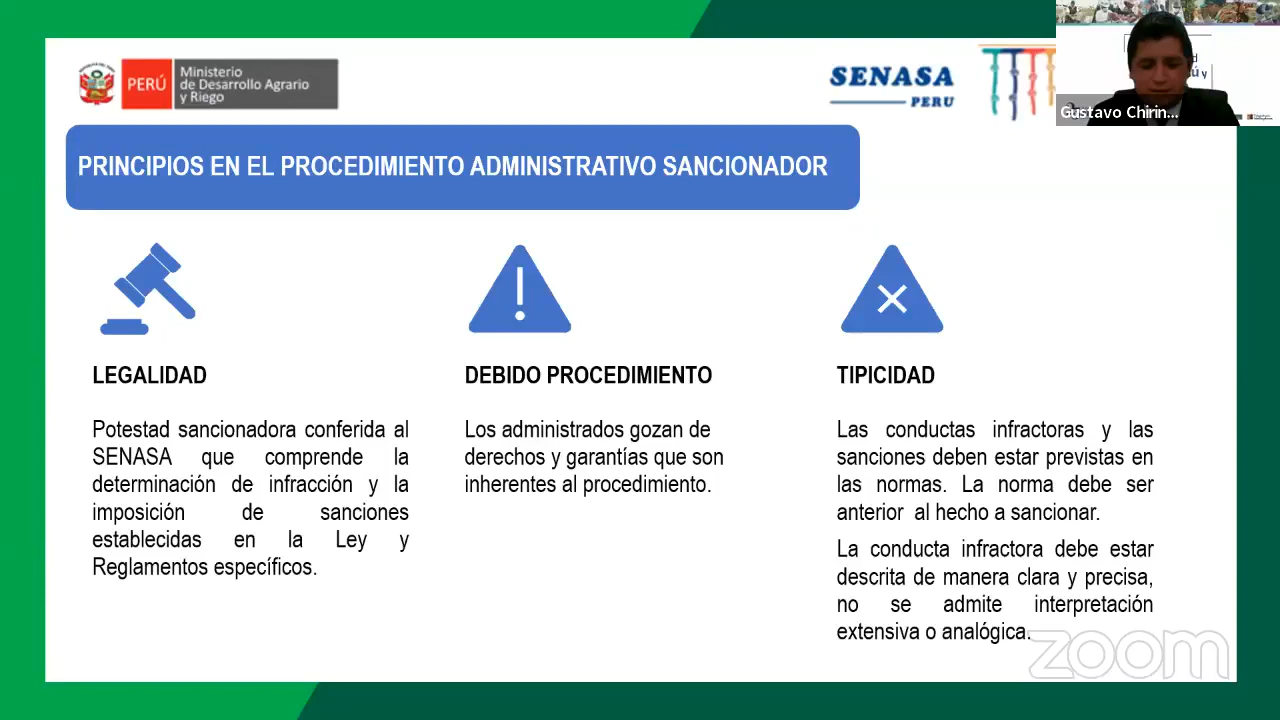 PERÚ
Ministerio
de Desarrollo Agrario
y Riego
SENASA
PERU
Gustavo Chirin...
PRINCIPIOS EN EL PROCEDIMIENTO ADMINISTRATIVO SANCIONADOR
LEGALIDAD
Potestad sancionadora conferida al
SENASA que comprende la
determinación de infracción y la
imposición de sanciones
establecidas en la Ley y
Reglamentos específicos.
DEBIDO PROCEDIMIENTO
Los administrados gozan de
derechos y garantías que son
inherentes al procedimiento.
TIPICIDAD
Las conductas infractoras y las
sanciones deben estar previstas en
las normas. La norma debe ser
anterior al hecho a sancionar.
La conducta infractora debe estar
descrita de manera clara y precisa,
no se admite interpretación
extensiva o analógica.
zoom